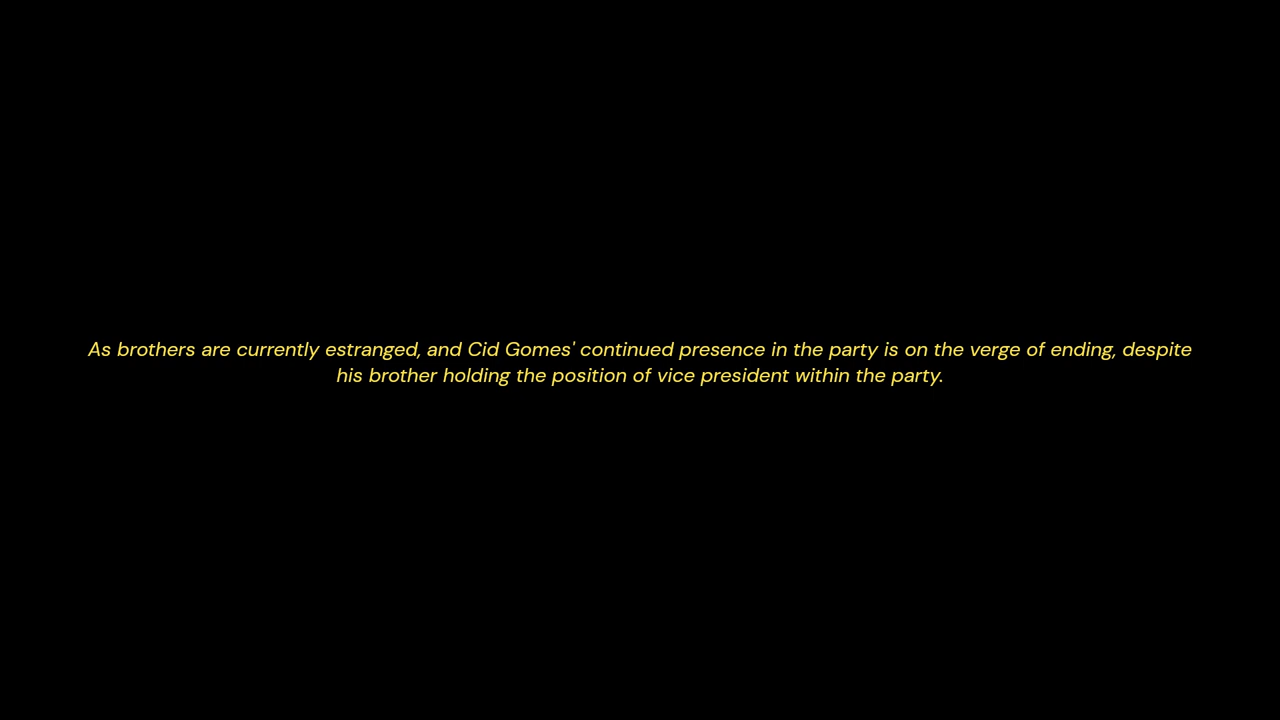 As brothers are currently estranged, and Cid Gomes' continued presence in the party is on the verge of ending, despite
his brother holding the position of vice president within the party.